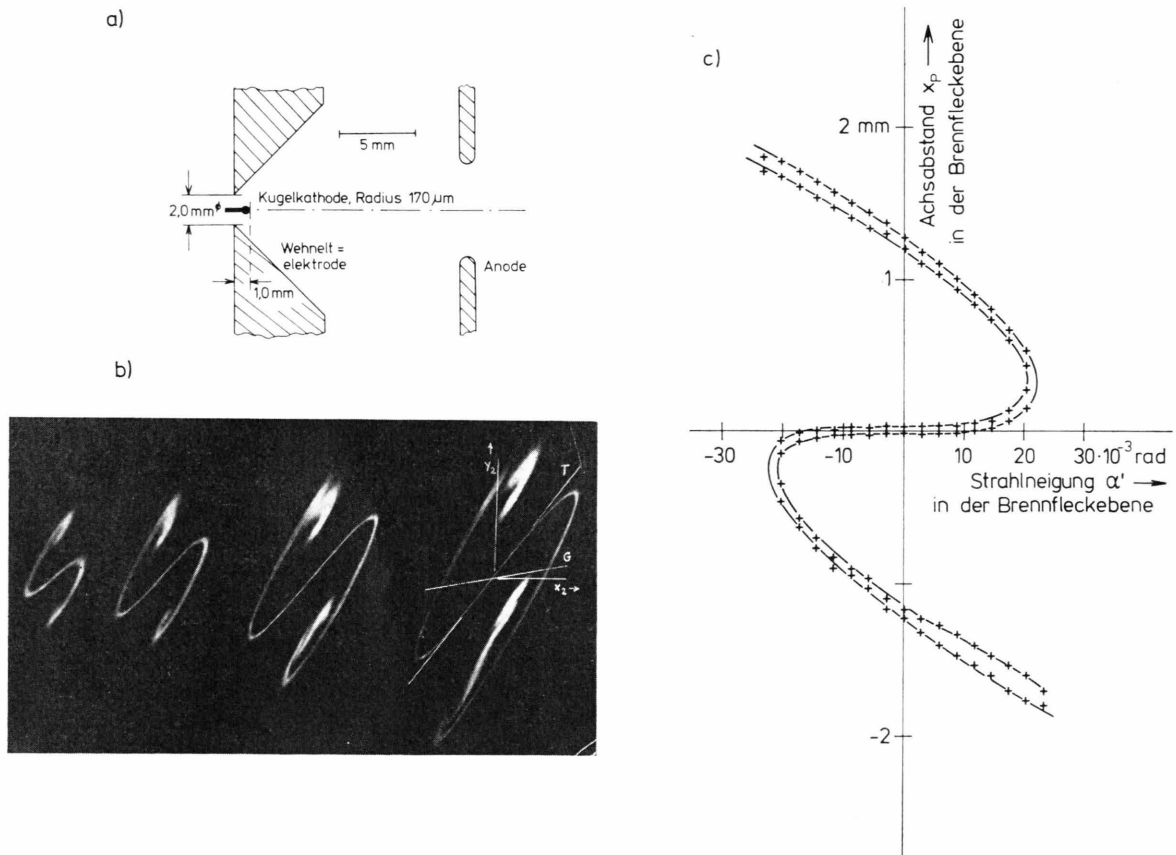 a)
5 mm
Kugelkathode, Radius 170 µm
2,0 mm ϕ
Wehnelt =
elektrode
Anode
1,0 mm
b)
y₂
T
G
x₂ →
c)
Achsabstand xₚ →
in der Brennfleckebene
2 mm
1
-30
-10
10
20
30·10⁻³ rad
Strahlneigung α' →
in der Brennfleckebene
-2